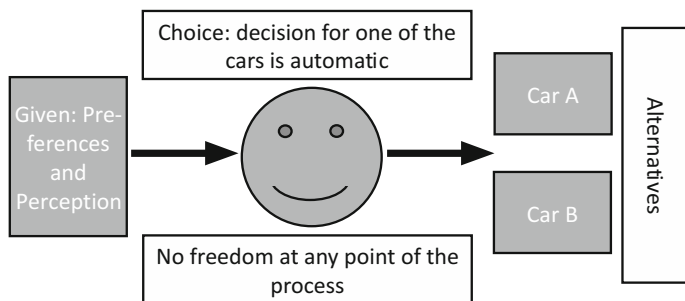 Choice: decision for one of the
cars is automatic
Given: Pre-
ferences
and
Perception
Car A
Car B
Alternatives
No freedom at any point of the
process